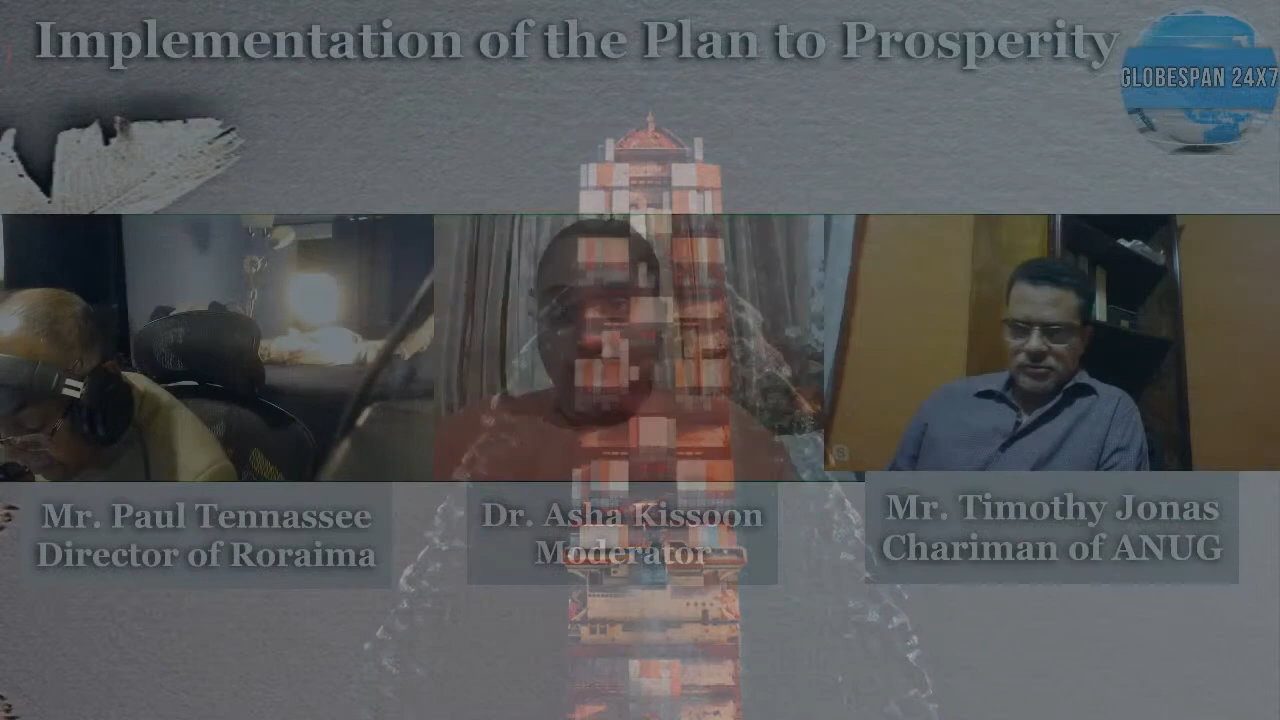 Implementation of the Plan to Prosperity
GLOBESPAN 24X7
Mr. Paul Tennassee
Director of Roraima
Dr. Asha Kissoon
Moderator
Mr. Timothy Jonas
Chariman of ANUG